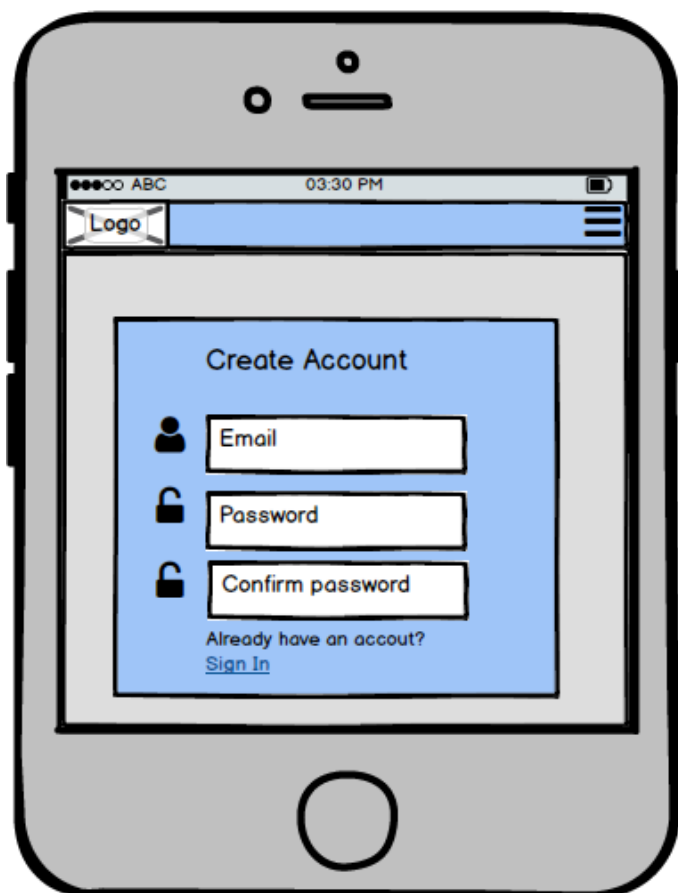 ABC 03:30 PM
Logo
Create Account
Email
Password
Confirm password
Already have an accout?
Sign In